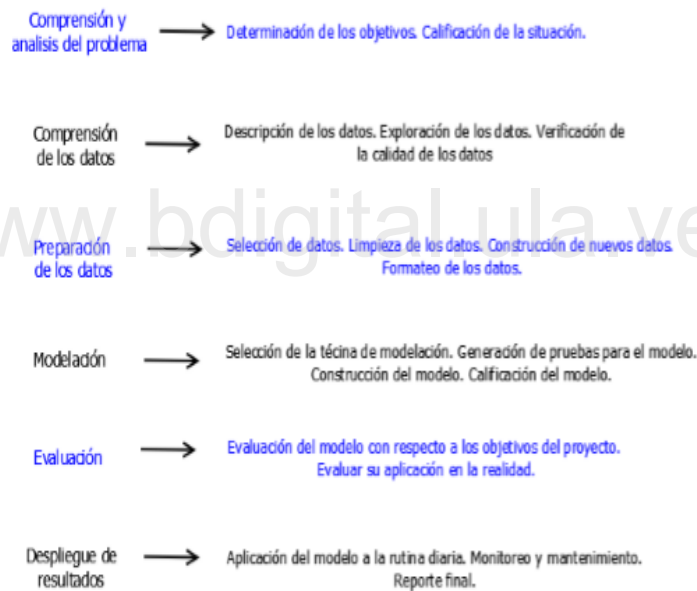 Comprensión y
analisis del problema
Determinación de los objetivos. Calificación de la situación.
Comprensión
de los datos
Descripción de los datos. Exploración de los datos. Verificación de
la calidad de los datos
www.bdigital.ula.ve
Preparación
de los datos
Selección de datos. Limpieza de los datos. Construcción de nuevos datos.
Formateo de los datos.
Modelación
Selección de la técina de modelación. Generación de pruebas para el modelo.
Construcción del modelo. Calificación del modelo.
Evaluación
Evaluación del modelo con respecto a los objetivos del proyecto.
Evaluar su aplicación en la realidad.
Despliegue de
resultados
Aplicación del modelo a la rutina diaria. Monitoreo y mantenimiento.
Reporte final.